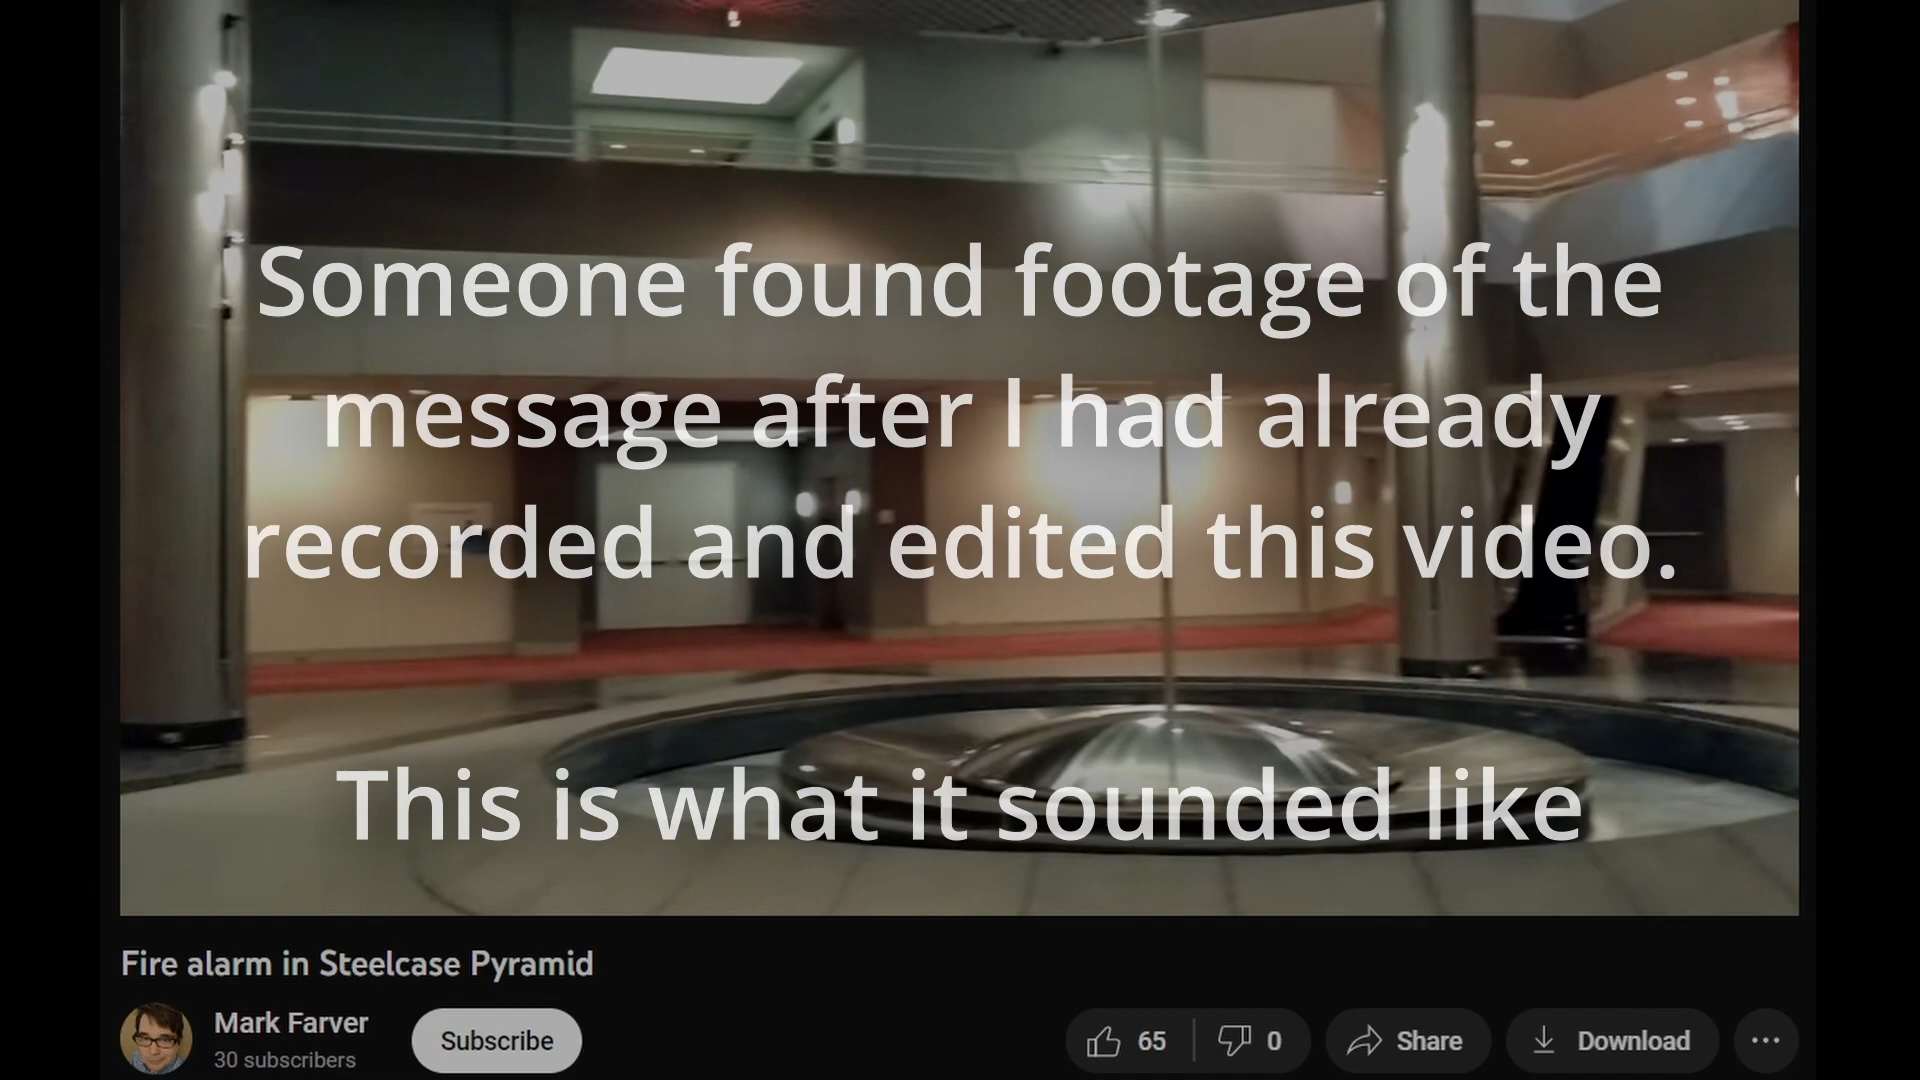 Someone found footage of the
message after I had already
recorded and edited this video.
This is what it sounded like
Fire alarm in Steelcase Pyramid
Mark Farver
30 subscribers
Subscribe
65
0
Share
Download